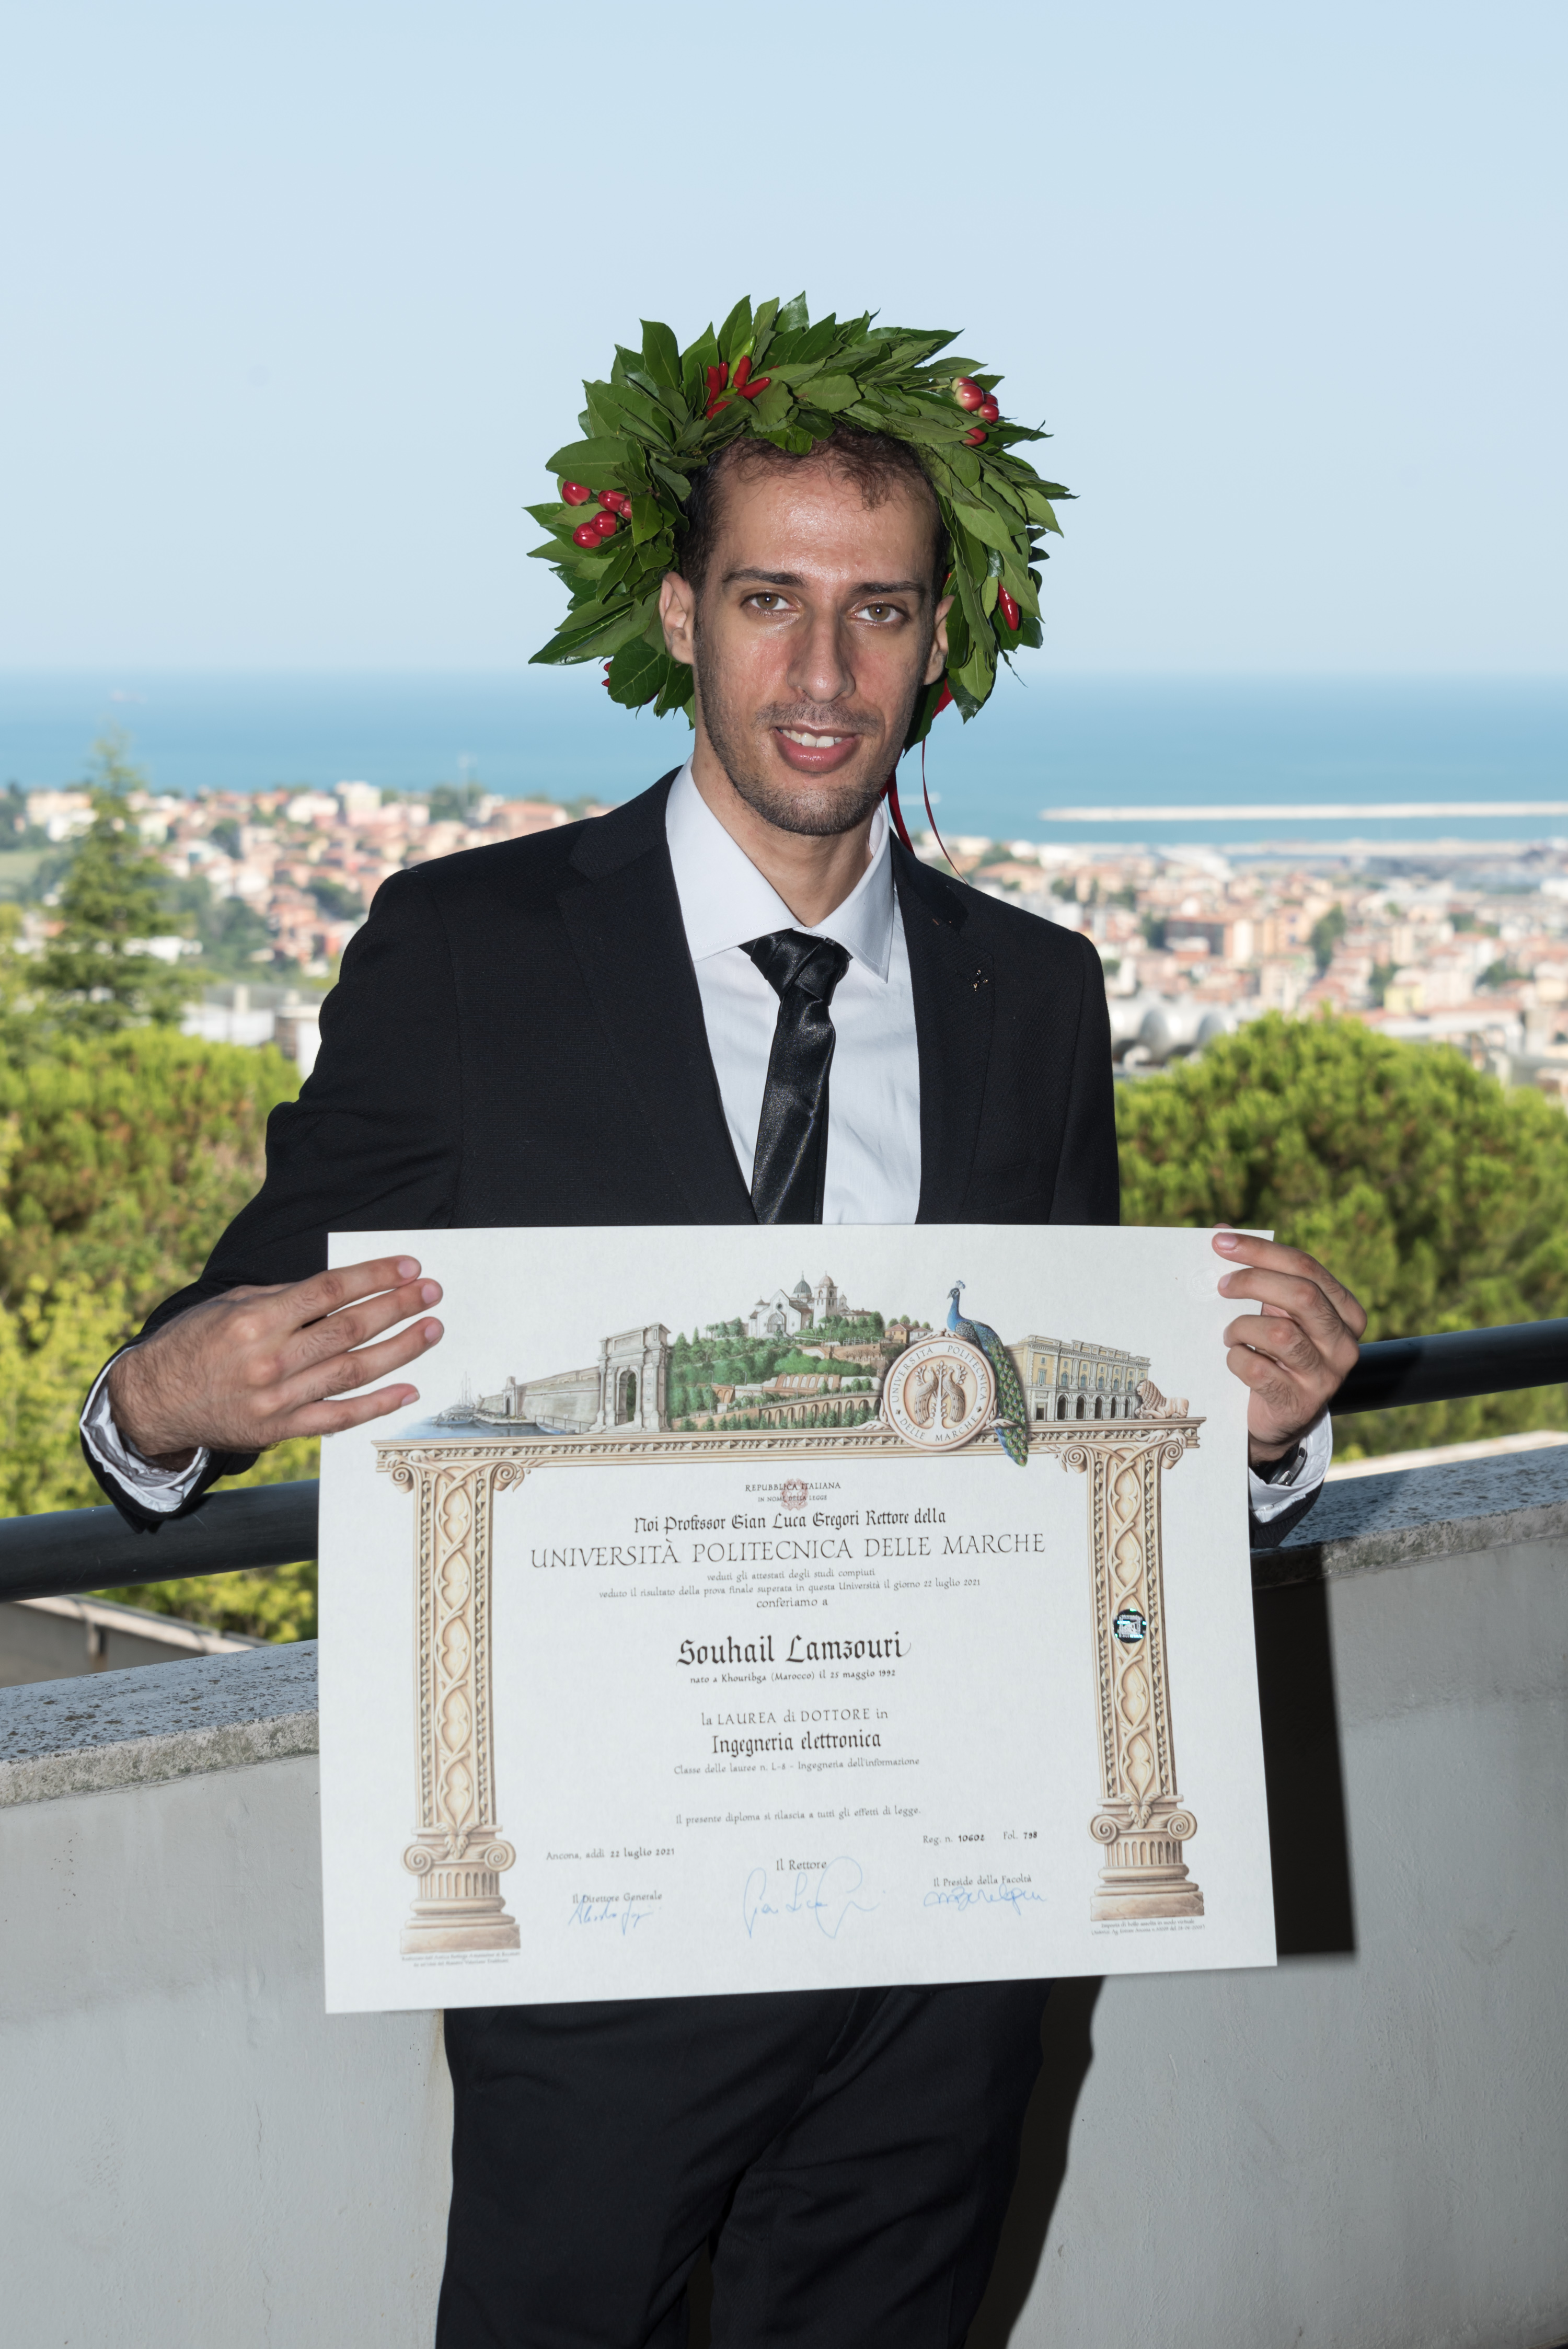 UNIVERSITÀ POLITECNICA DELLE MARCHE
REPUBBLICA ITALIANA
IN NOME DELLA LEGGE
Noi Professor Gian Luca Gregori Rettore della
UNIVERSITÀ POLITECNICA DELLE MARCHE
veduti gli attestati degli studi compiuti
veduto il risultato della prova finale superata in questa Università il giorno 22 luglio 2021
conferiamo a
Souhail Lamzouri
nato a Khouribga (Marocco) il 25 maggio 1992
la LAUREA di DOTTORE in
Ingegneria elettronica
Classe delle lauree n. L-8 - Ingegneria dell'informazione
Il presente diploma si rilascia a tutti gli effetti di legge.
Ancona, addì 22 luglio 2021
Reg. n. 10602 Fol. 798
Il Direttore Generale
Il Rettore
Il Preside della Facoltà